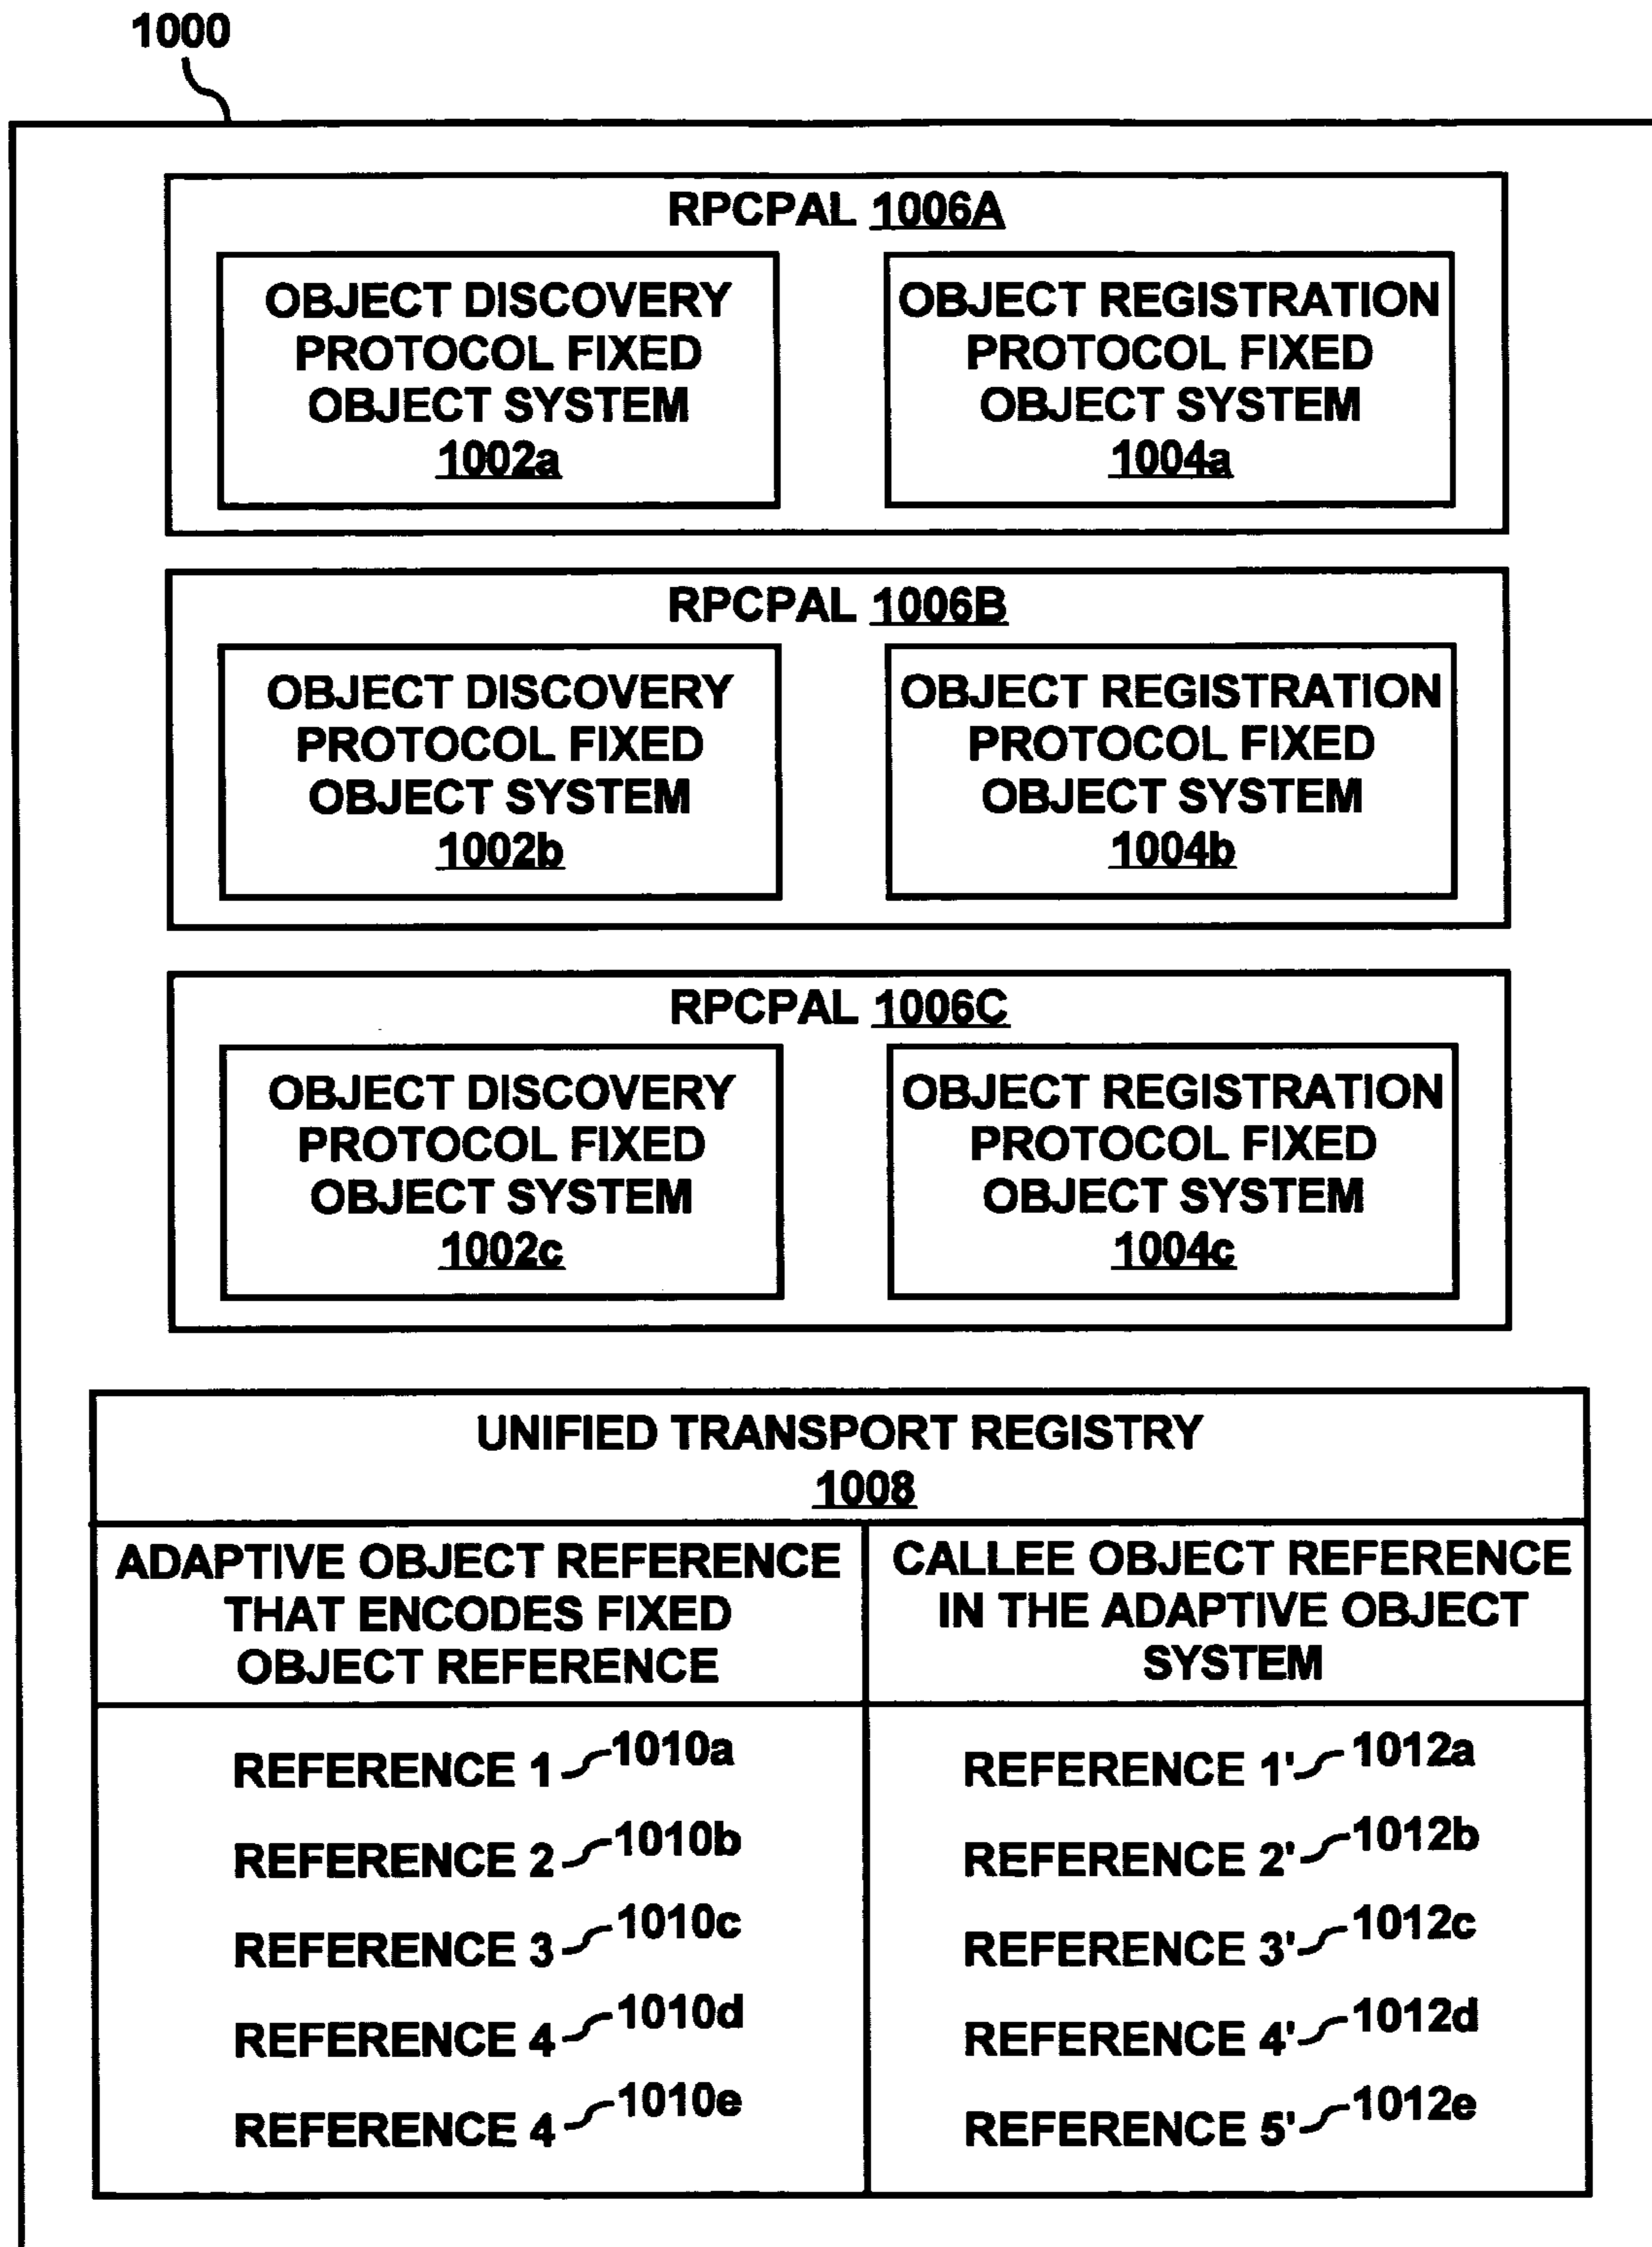 1000
RPCPAL 1006A
OBJECT DISCOVERY
PROTOCOL FIXED
OBJECT SYSTEM
1002a
OBJECT REGISTRATION
PROTOCOL FIXED
OBJECT SYSTEM
1004a
RPCPAL 1006B
OBJECT DISCOVERY
PROTOCOL FIXED
OBJECT SYSTEM
1002b
OBJECT REGISTRATION
PROTOCOL FIXED
OBJECT SYSTEM
1004b
RPCPAL 1006C
OBJECT DISCOVERY
PROTOCOL FIXED
OBJECT SYSTEM
1002c
OBJECT REGISTRATION
PROTOCOL FIXED
OBJECT SYSTEM
1004c
UNIFIED TRANSPORT REGISTRY
1008
ADAPTIVE OBJECT REFERENCE
THAT ENCODES FIXED
OBJECT REFERENCE
CALLEE OBJECT REFERENCE
IN THE ADAPTIVE OBJECT
SYSTEM
REFERENCE 1 1010a
REFERENCE 1' 1012a
REFERENCE 2 1010b
REFERENCE 2' 1012b
REFERENCE 3 1010c
REFERENCE 3' 1012c
REFERENCE 4 1010d
REFERENCE 4' 1012d
REFERENCE 4 1010e
REFERENCE 5' 1012e